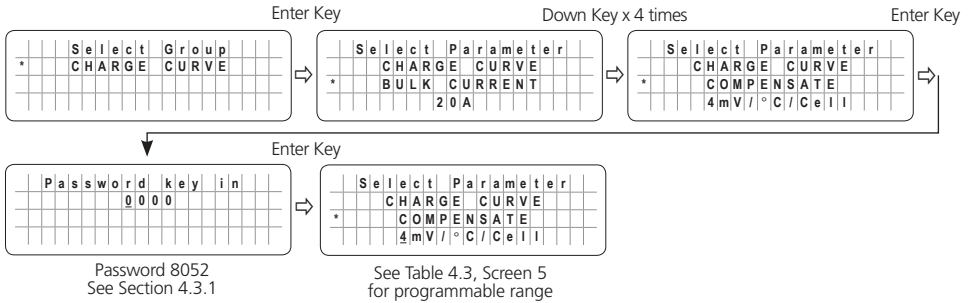 Enter Key
Down Key x 4 times
Enter Key
Select Group
* CHARGE CURVE
Select Parameter
CHARGE CURVE
* BULK CURRENT
20A
Select Parameter
CHARGE CURVE
* COMPENSATE
4mV/°C/Cell
Enter Key
Password key in
0000
Select Parameter
CHARGE CURVE
* COMPENSATE
4mV/°C/Cell
Password 8052
See Section 4.3.1
See Table 4.3, Screen 5
for programmable range